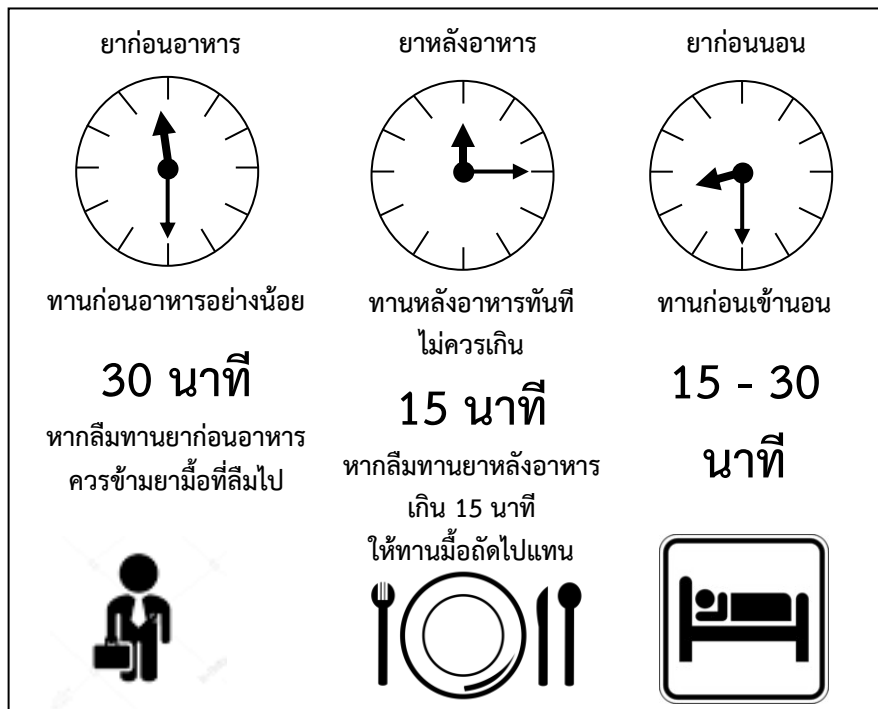 ยาก่อนอาหาร
ทานก่อนอาหารอย่างน้อย
30 นาที
หากลืมทานยาก่อนอาหาร
ควรข้ามยามื้อที่ลืมไป
ยาหลังอาหาร
ทานหลังอาหารทันที
ไม่ควรเกิน
15 นาที
หากลืมทานยาหลังอาหาร
เกิน 15 นาที
ให้ทานมื้อถัดไปแทน
ยาก่อนนอน
ทานก่อนเข้านอน
15 - 30
นาที